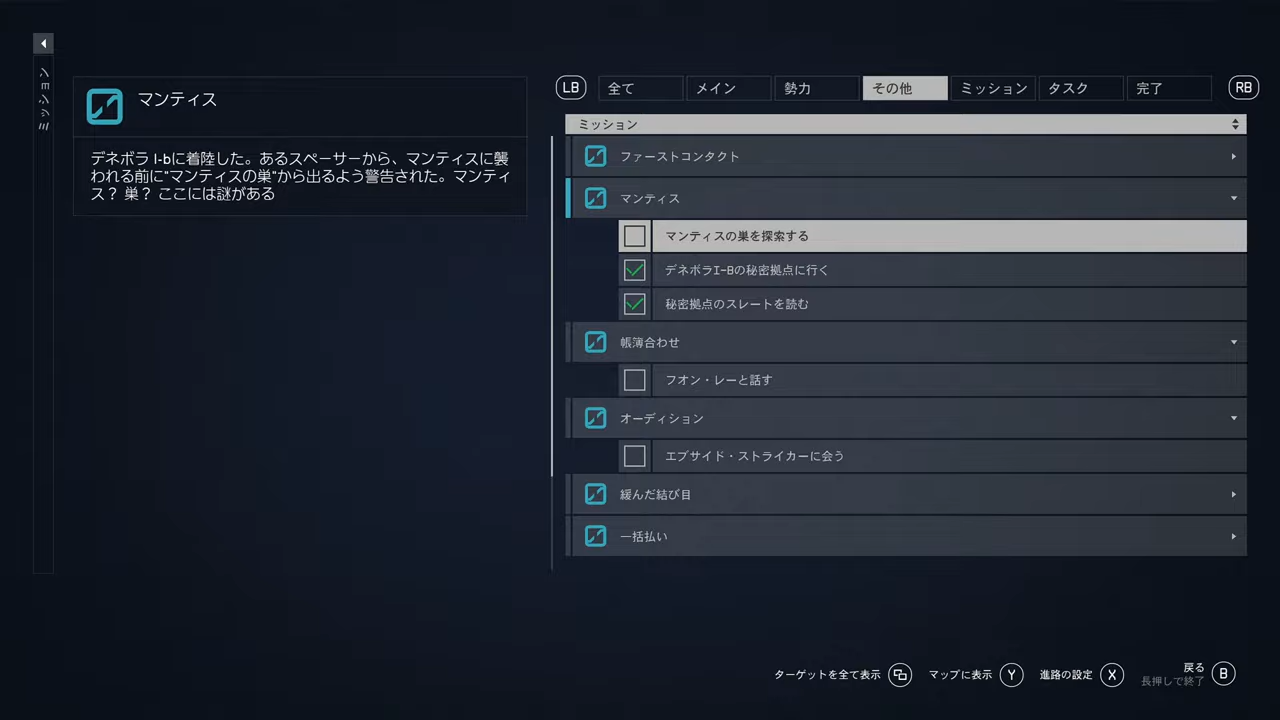 ミッション
マンティス
デネボラ I-bに着陸した。あるスペーサーから、マンティスに襲
われる前に"マンティスの巣"から出るよう警告された。マンティ
ス？ 巣？ ここには謎がある
LB 全て メイン 勢力 その他 ミッション タスク 完了 RB
ミッション
ファーストコンタクト
マンティス
マンティスの巣を探索する
デネボラI-Bの秘密拠点に行く
秘密拠点のスレートを読む
帳簿合わせ
フオン・レーと話す
オーディション
エブサイド・ストライカーに会う
緩んだ結び目
一括払い
ターゲットを全て表示 マップに表示 Y 進路の設定 X 戻る B
長押しで終了